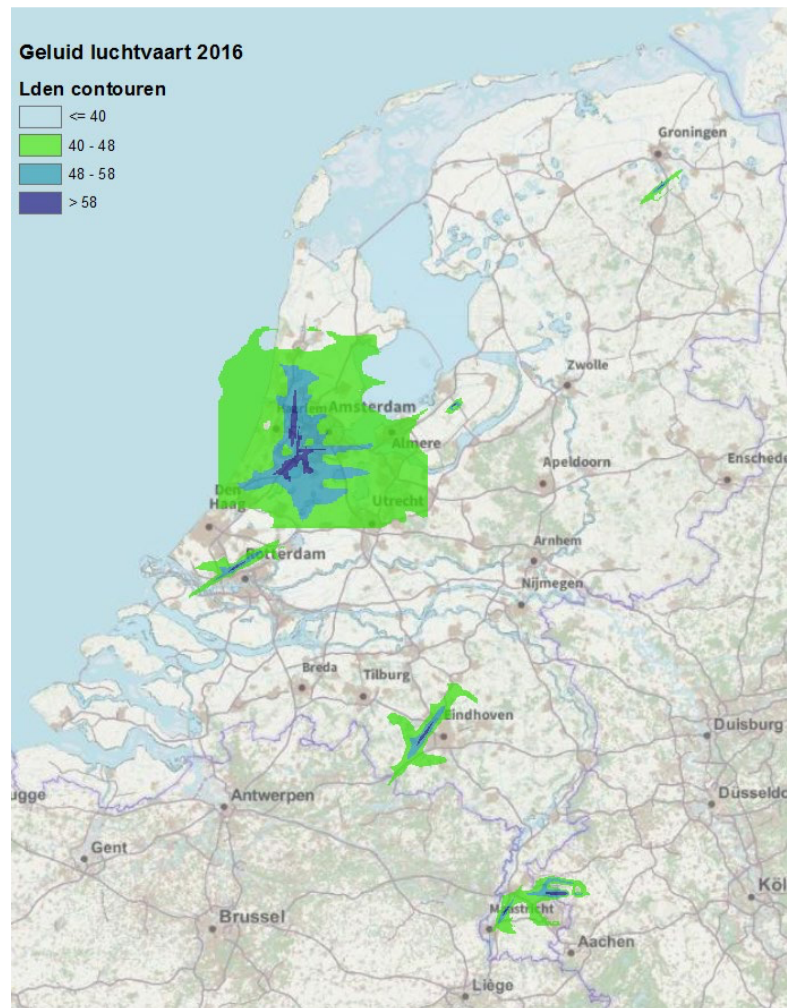 Geluid luchtvaart 2016
Lden contouren
<= 40
40 - 48
48 - 58
> 58
Groningen
Zwolle
Haarlem
Amsterdam
Almere
Apeldoorn
Enschede
Den
Haag
Utrecht
Arnhem
Rotterdam
Nijmegen
Breda
Tilburg
Eindhoven
Duisburg
ugge
Antwerpen
Düsseldo
Gent
Köl
Maastricht
Brussel
Aachen
Liège